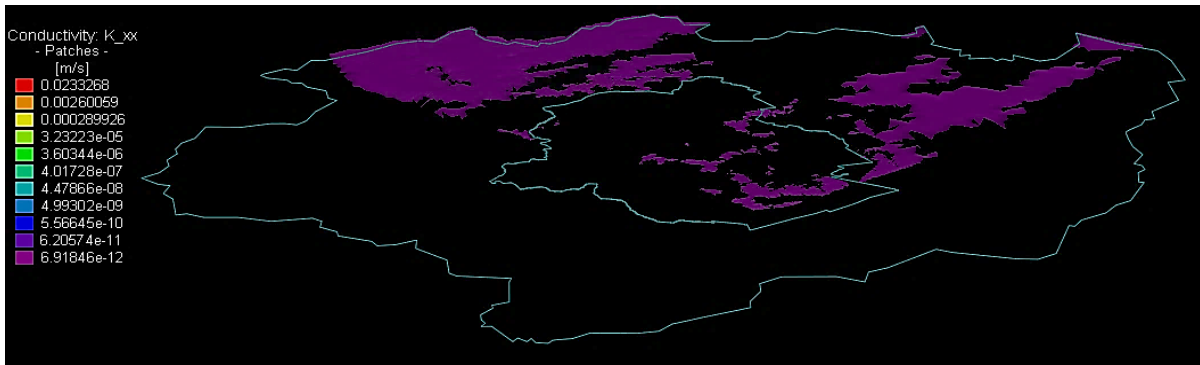 Conductivity: K_xx
- Patches -
[m/s]
0.0233268
0.00260059
0.000289926
3.23223e-05
3.60344e-06
4.01728e-07
4.47866e-08
4.99302e-09
5.56645e-10
6.20574e-11
6.91846e-12